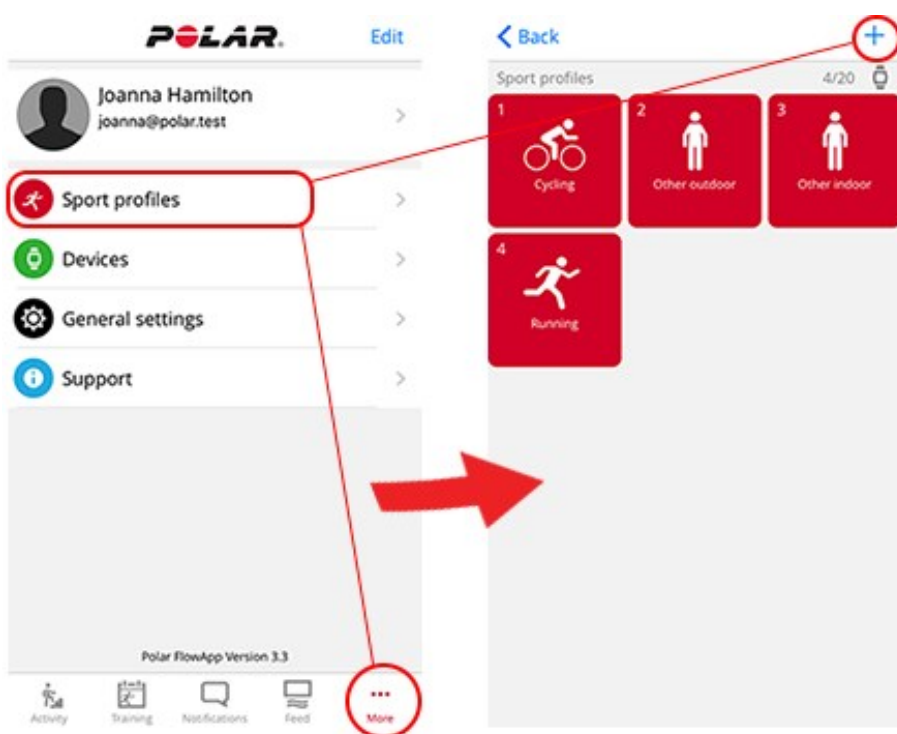 POLAR.
Edit
Joanna Hamilton
joanna@polar.test
Sport profiles
Devices
General settings
Support
Polar FlowApp Version 3.3
Activity
Training
Notifications
Feed
More
Back
+
Sport profiles
4/20
1
Cycling
2
Other outdoor
3
Other indoor
4
Running